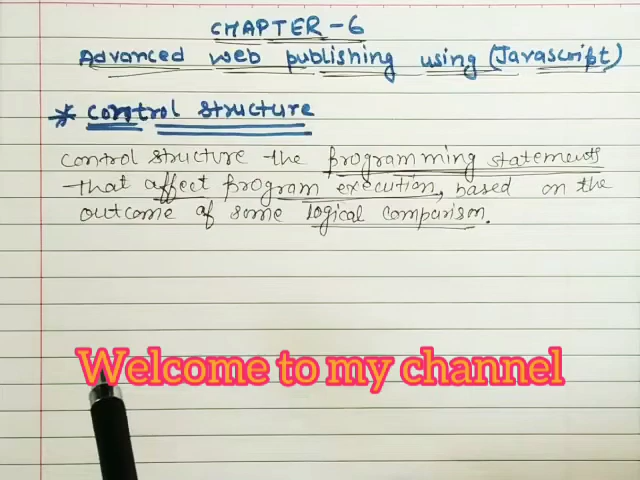 CHAPTER-6
Advanced web publishing using (Javascript)
* control structure
control structure the programming statements
that affect program execution, based on the
outcome of some logical comparison.
Welcome to my channel